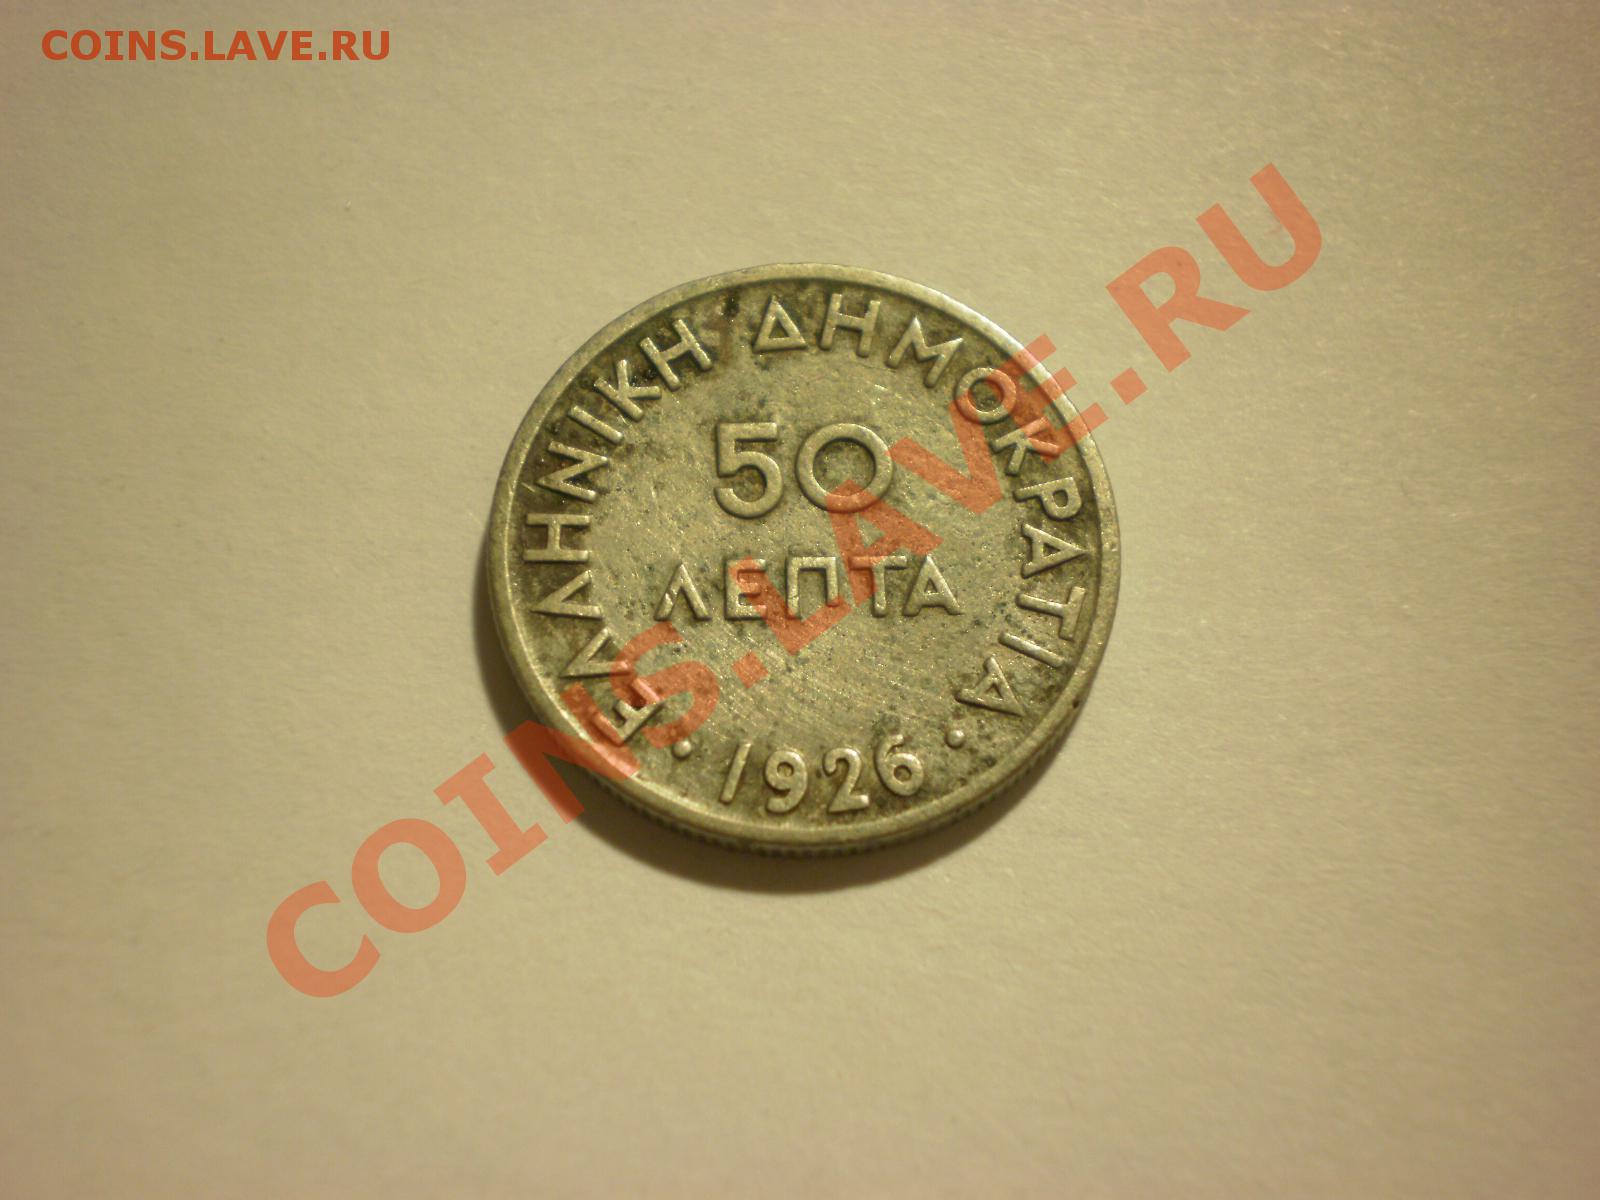 COINS.LAVE.RU
ΕΛΛΗΝΙΚΗ ΔΗΜΟΚΡΑΤΙΑ
50
ΛΕΠΤΑ
· 1926 ·
COINS.LAVE.RU